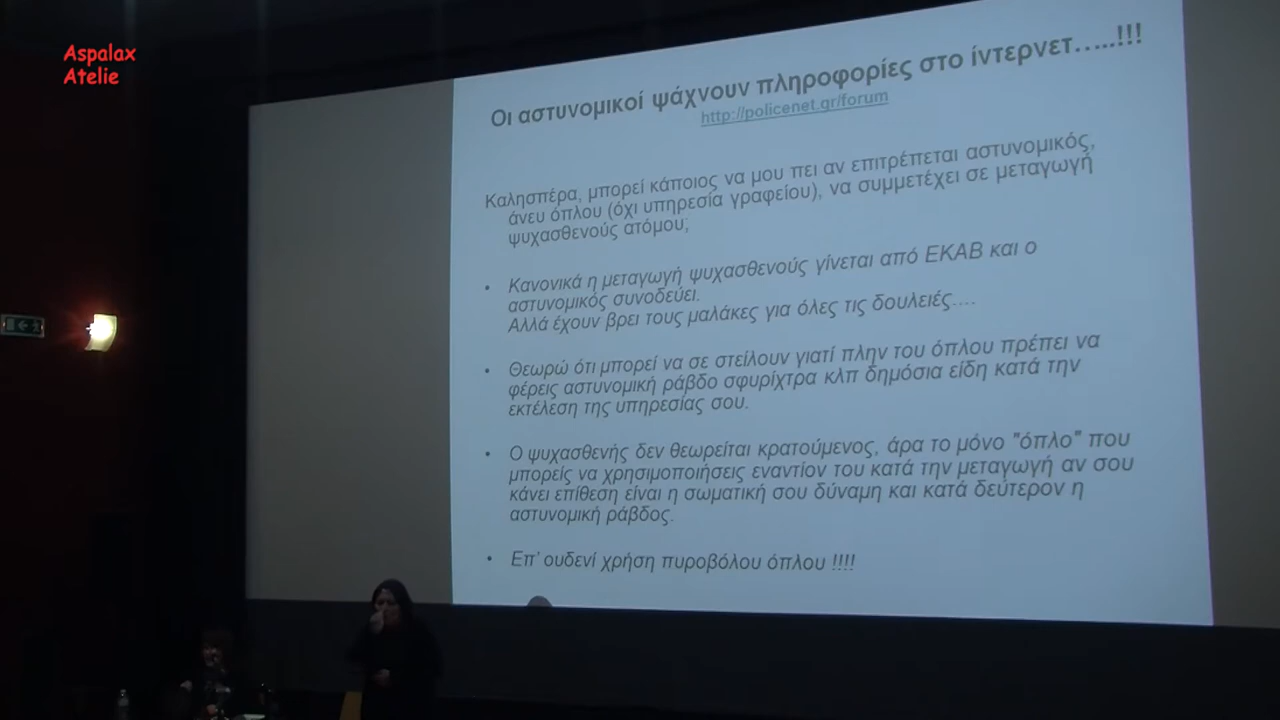 Aspalax
Atelie
Οι αστυνομικοί ψάχνουν πληροφορίες στο ίντερνετ…..!!!
http://policenet.gr/forum
Καλησπέρα, μπορεί κάποιος να μου πει αν επιτρέπεται αστυνομικός,
άνευ όπλου (όχι υπηρεσία γραφείου), να συμμετέχει σε μεταγωγή
ψυχασθενούς ατόμου;
• Κανονικά η μεταγωγή ψυχασθενούς γίνεται από ΕΚΑΒ και ο
αστυνομικός συνοδεύει.
Αλλά έχουν βρει τους μαλάκες για όλες τις δουλειές….
• Θεωρώ ότι μπορεί να σε στείλουν γιατί πλην του όπλου πρέπει να
φέρεις αστυνομική ράβδο σφυρίχτρα κλπ δημόσια είδη κατά την
εκτέλεση της υπηρεσίας σου.
• Ο ψυχασθενής δεν θεωρείται κρατούμενος, άρα το μόνο "όπλο" που
μπορείς να χρησιμοποιήσεις εναντίον του κατά την μεταγωγή αν σου
κάνει επίθεση είναι η σωματική σου δύναμη και κατά δεύτερον η
αστυνομική ράβδος.
• Επ’ ουδενί χρήση πυροβόλου όπλου !!!!